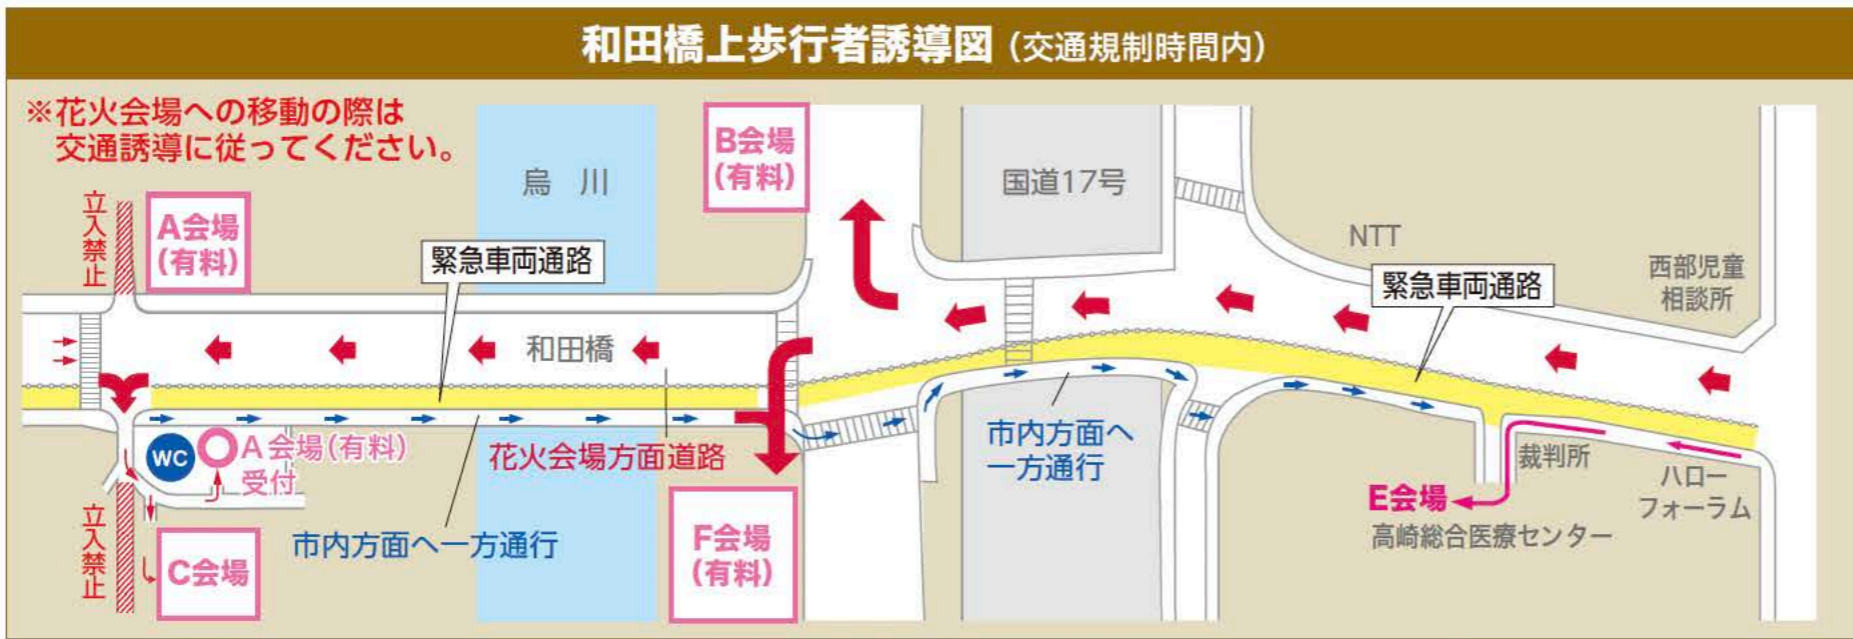 和田橋上歩行者誘導図（交通規制時間内）
※花火会場への移動の際は
交通誘導に従ってください。
立入禁止
A会場
（有料）
烏 川
緊急車両通路
B会場
（有料）
国道17号
NTT
西部児童
相談所
緊急車両通路
和田橋
WC
A会場（有料）
受付
花火会場方面道路
市内方面へ
一方通行
裁判所
ハロー
フォーラム
E会場
高崎総合医療センター
立入禁止
C会場
市内方面へ一方通行
F会場
（有料）